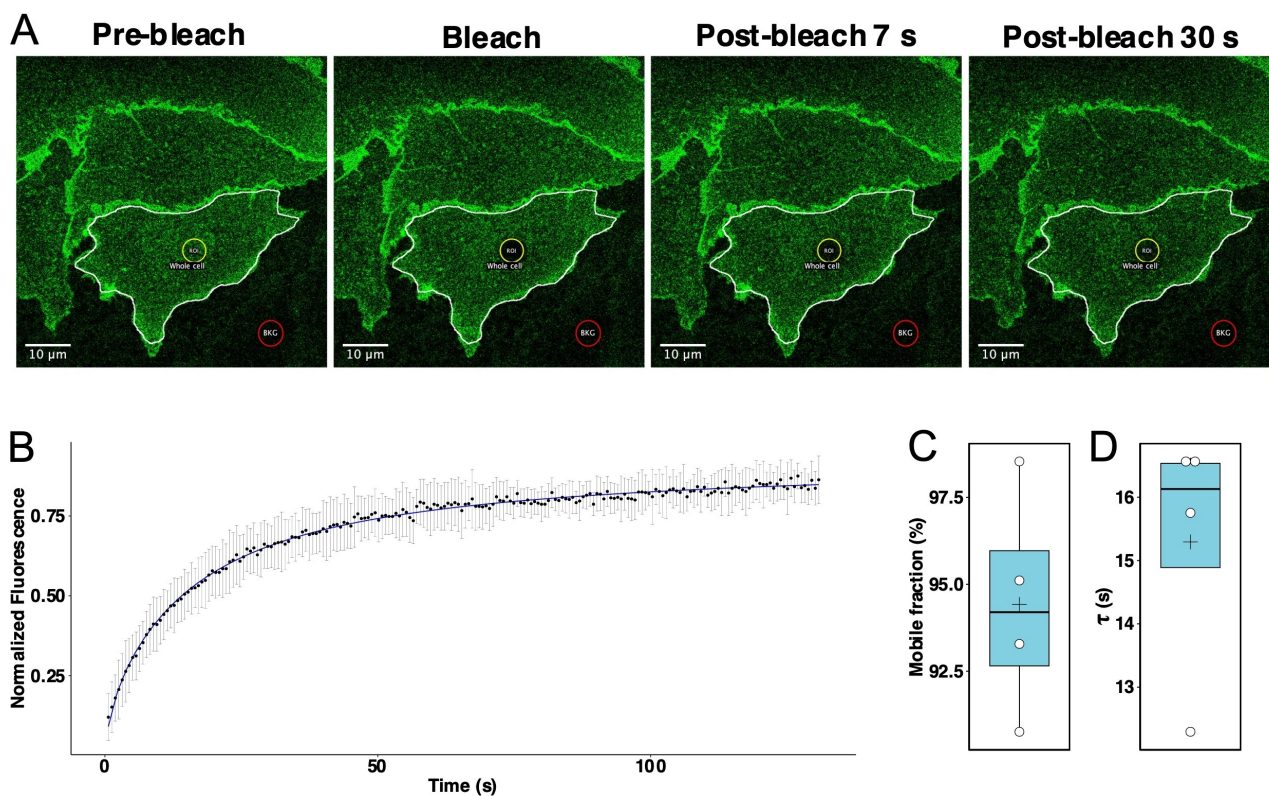 A
Pre-bleach
Bleach
Post-bleach 7 s
Post-bleach 30 s
ROI
Whole cell
BKG
10 µm
ROI
Whole cell
BKG
10 µm
ROI
Whole cell
BKG
10 µm
ROI
Whole cell
BKG
10 µm
B
Normalized Fluorescence
0.75
0.50
0.25
0
50
100
Time (s)
C
Mobile fraction (%)
97.5
95.0
92.5
D
τ (s)
16
15
14
13